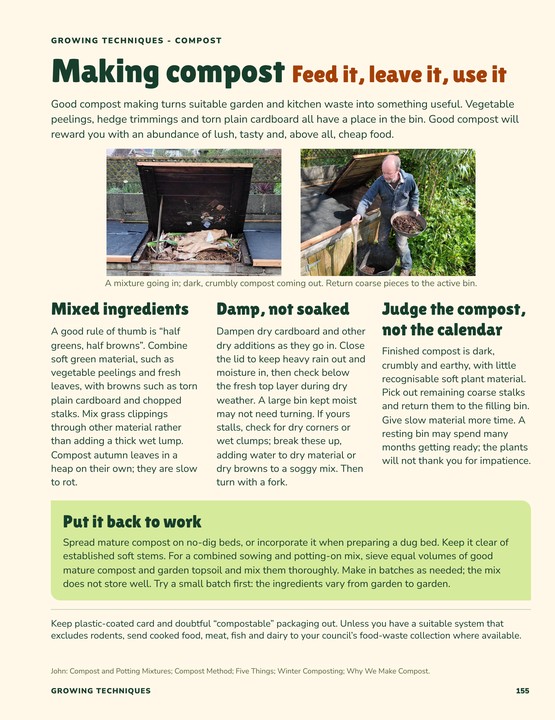 GROWING TECHNIQUES - COMPOST
Making compost Feed it, leave it, use it
Good compost making turns suitable garden and kitchen waste into something useful. Vegetable
peelings, hedge trimmings and torn plain cardboard all have a place in the bin. Good compost will
reward you with an abundance of lush, tasty and, above all, cheap food.
A mixture going in; dark, crumbly compost coming out. Return coarse pieces to the active bin.
Mixed ingredients
A good rule of thumb is “half
greens, half browns”. Combine
soft green material, such as
vegetable peelings and fresh
leaves, with browns such as torn
plain cardboard and chopped
stalks. Mix grass clippings
through other material rather
than adding a thick wet lump.
Compost autumn leaves in a
heap on their own; they are slow
to rot.
Damp, not soaked
Dampen dry cardboard and other
dry additions as they go in. Close
the lid to keep heavy rain out and
moisture in, then check below
the fresh top layer during dry
weather. A large bin kept moist
may not need turning. If yours
stalls, check for dry corners or
wet clumps; break these up,
adding water to dry material or
dry browns to a soggy mix. Then
turn with a fork.
Judge the compost,
not the calendar
Finished compost is dark,
crumbly and earthy, with little
recognisable soft plant material.
Pick out remaining coarse stalks
and return them to the filling bin.
Give slow material more time. A
resting bin may spend many
months getting ready; the plants
will not thank you for impatience.
Put it back to work
Spread mature compost on no-dig beds, or incorporate it when preparing a dug bed. Keep it clear of
established soft stems. For a combined sowing and potting-on mix, sieve equal volumes of good
mature compost and garden topsoil and mix them thoroughly. Make in batches as needed; the mix
does not store well. Try a small batch first: the ingredients vary from garden to garden.
Keep plastic-coated card and doubtful “compostable” packaging out. Unless you have a suitable system that
excludes rodents, send cooked food, meat, fish and dairy to your council’s food-waste collection where available.
John: Compost and Potting Mixtures; Compost Method; Five Things; Winter Composting; Why We Make Compost.
GROWING TECHNIQUES
155